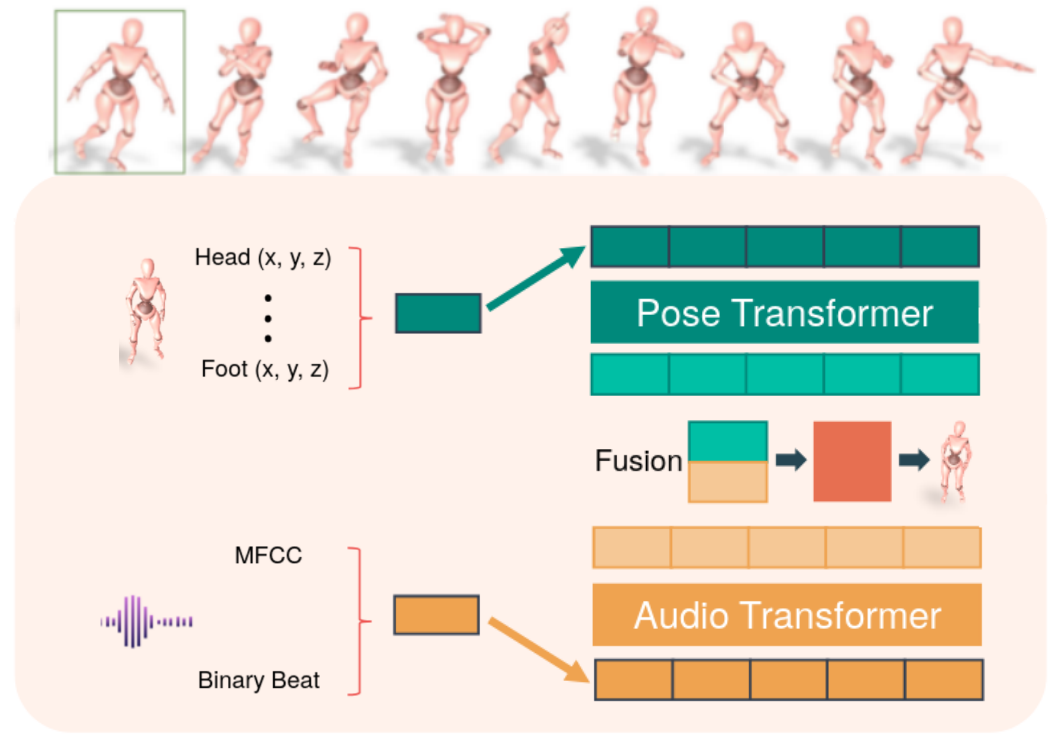 Head (x, y, z)
Foot (x, y, z)
Pose Transformer
Fusion
MFCC
Binary Beat
Audio Transformer